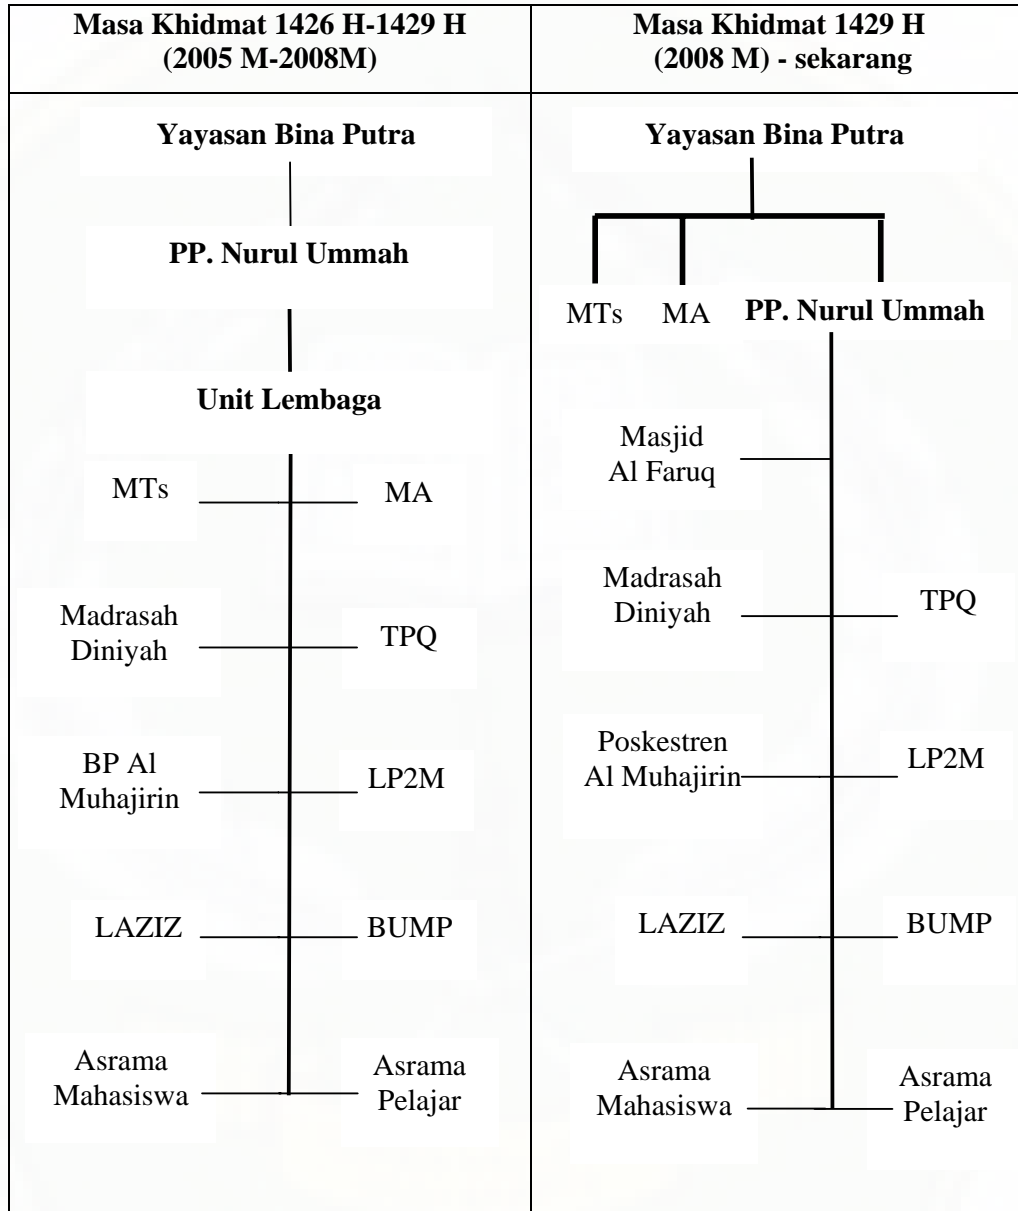 Masa Khidmat 1426 H-1429 H
(2005 M-2008M)
Yayasan Bina Putra
PP. Nurul Ummah
Unit Lembaga
MTs
MA
Madrasah
Diniyah
TPQ
BP Al
Muhajirin
LP2M
LAZIZ
BUMP
Asrama
Mahasiswa
Asrama
Pelajar
Masa Khidmat 1429 H
(2008 M) - sekarang
Yayasan Bina Putra
MTs
MA
PP. Nurul Ummah
Masjid
Al Faruq
Madrasah
Diniyah
TPQ
Poskestren
Al Muhajirin
LP2M
LAZIZ
BUMP
Asrama
Mahasiswa
Asrama
Pelajar